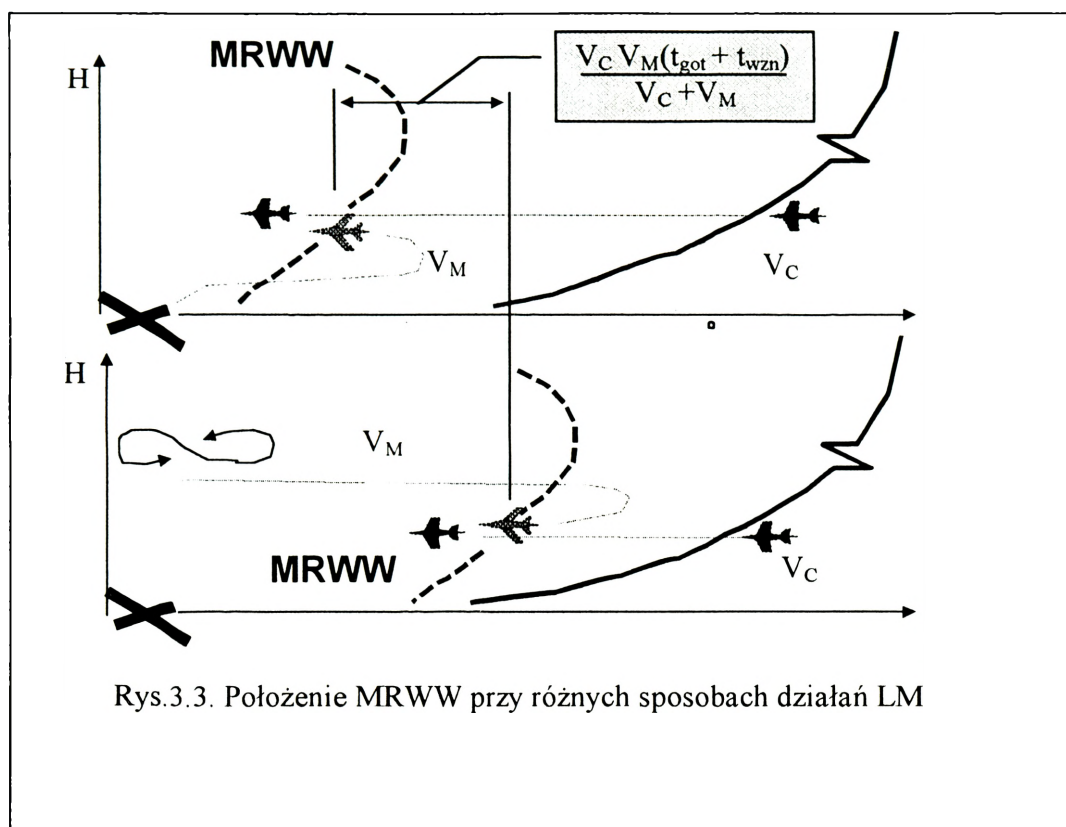 MRWW
V_C V_M(t_got + t_wzn)
V_C + V_M
H
V_M
V_C
H
V_M
MRWW
V_C
Rys.3.3. Położenie MRWW przy różnych sposobach działań LM